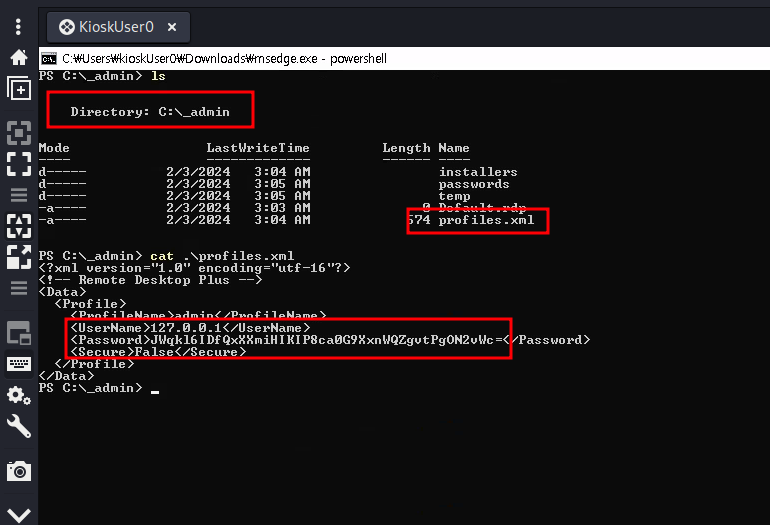 KioskUser0 ×
C:₩Users₩kioskUser0₩Downloads₩msedge.exe - powershell
PS C:\_admin> ls
Directory: C:\_admin
Mode LastWriteTime Length Name
---- ------------- ------ ----
d----- 2/3/2024 3:04 AM installers
d----- 2/3/2024 3:05 AM passwords
d----- 2/3/2024 3:05 AM temp
-a---- 2/3/2024 3:03 AM 0 Default.rdp
-a---- 2/3/2024 3:04 AM 574 profiles.xml
PS C:\_admin> cat .\profiles.xml
<?xml version="1.0" encoding="utf-16"?>
<!-- Remote Desktop Plus -->
<Data>
<Profile>
<ProfileName>admin</ProfileName>
<UserName>127.0.0.1</UserName>
<Password>JWqkl6IDfQxXXmiHIKIP8ca0G9XxnWQZgvtPgON2vWc=</Password>
<Secure>False</Secure>
</Profile>
</Data>
PS C:\_admin> _